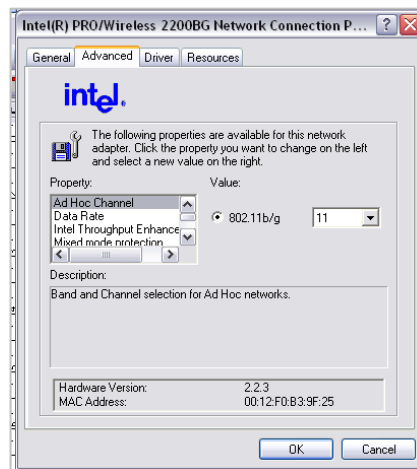 Intel(R) PRO/Wireless 2200BG Network Connection P...
General Advanced Driver Resources
intel.
The following properties are available for this network
adapter. Click the property you want to change on the left
and select a new value on the right.
Property: Value:
Ad Hoc Channel
Data Rate
Intel Throughput Enhance
Mixed mode protection
802.11b/g 11
Description:
Band and Channel selection for Ad Hoc networks.
Hardware Version: 2.2.3
MAC Address: 00:12:F0:B3:9F:25
OK Cancel